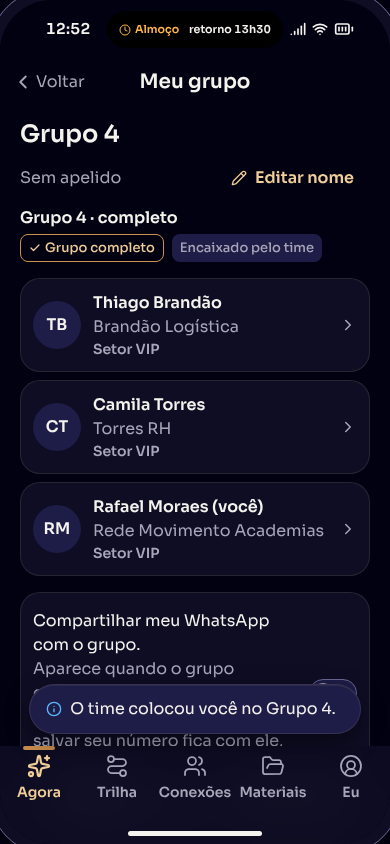 12:52
Almoço retorno 13h30
Voltar
Meu grupo
Grupo 4
Sem apelido
Editar nome
Grupo 4 · completo
Grupo completo
Encaixado pelo time
TB
Thiago Brandão
Brandão Logística
Setor VIP
CT
Camila Torres
Torres RH
Setor VIP
RM
Rafael Moraes (você)
Rede Movimento Academias
Setor VIP
Compartilhar meu WhatsApp
com o grupo.
Aparece quando o grupo
O time colocou você no Grupo 4.
salvar seu número fica com ele.
Agora
Trilha
Conexões
Materiais
Eu